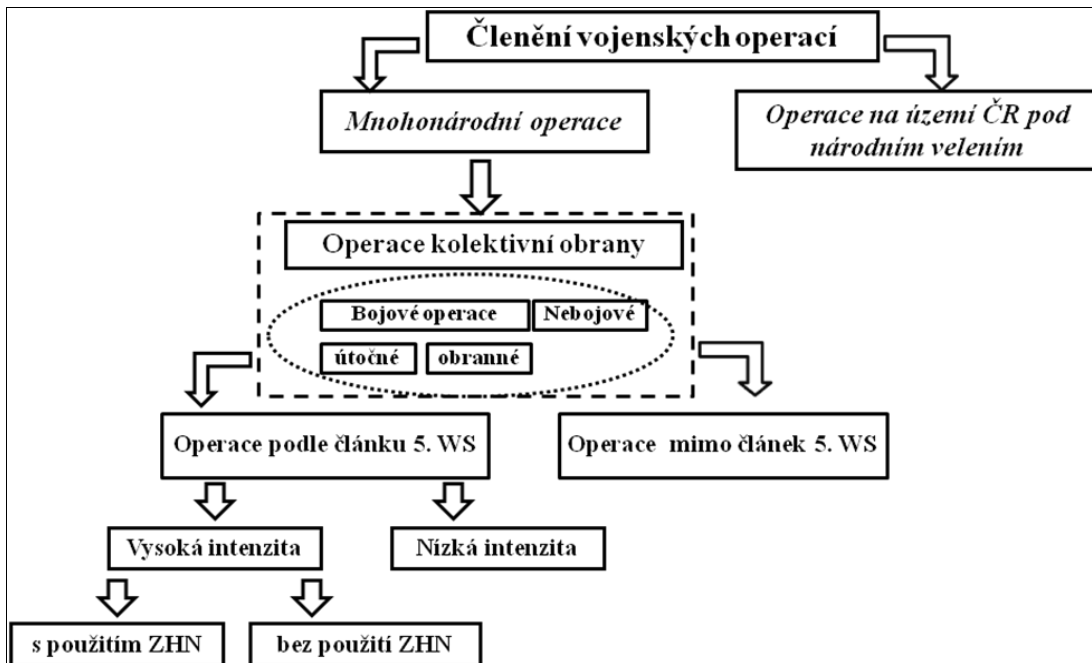 Členění vojenských operací
Mnohonárodní operace
Operace na území ČR pod
národním velením
Operace kolektivní obrany
Bojové operace
Nebojové
útočné
obranné
Operace podle článku 5. WS
Operace mimo článek 5. WS
Vysoká intenzita
Nízká intenzita
s použitím ZHN
bez použití ZHN